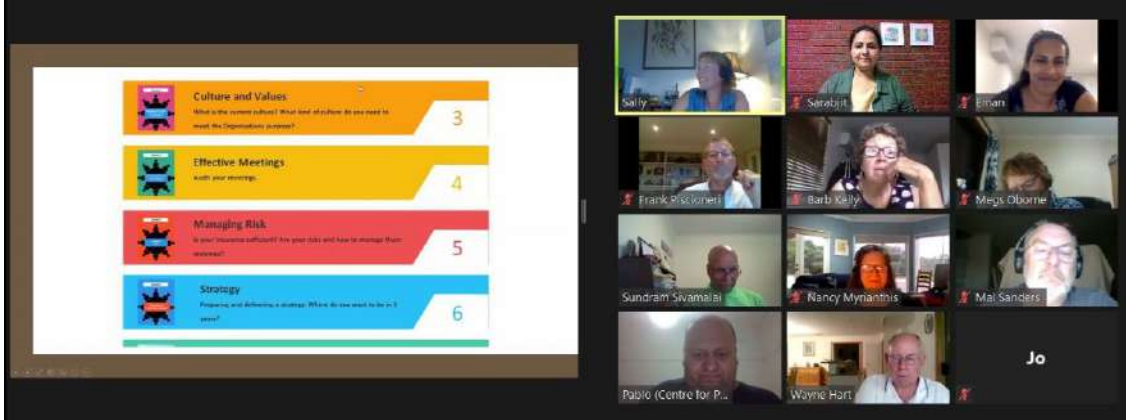 Culture and Values
What is the current culture? What kind of culture do you need to
meet the Organisations purpose?
3
Effective Meetings
Audit your meetings.
4
Managing Risk
Is your insurance sufficient? Are your risks and how to manage them
5
Strategy
Preparing and delivering a strategy. Where do you want to be in 3
years?
6
Sally
Sarabjit
Eman
Frank Piscioneri
Barb Kelly
Megs Oborne
Sundram Sivamalai
Nancy Myrianthis
Mal Sanders
Pablo (Centre for P...
Wayne Hart
Jo